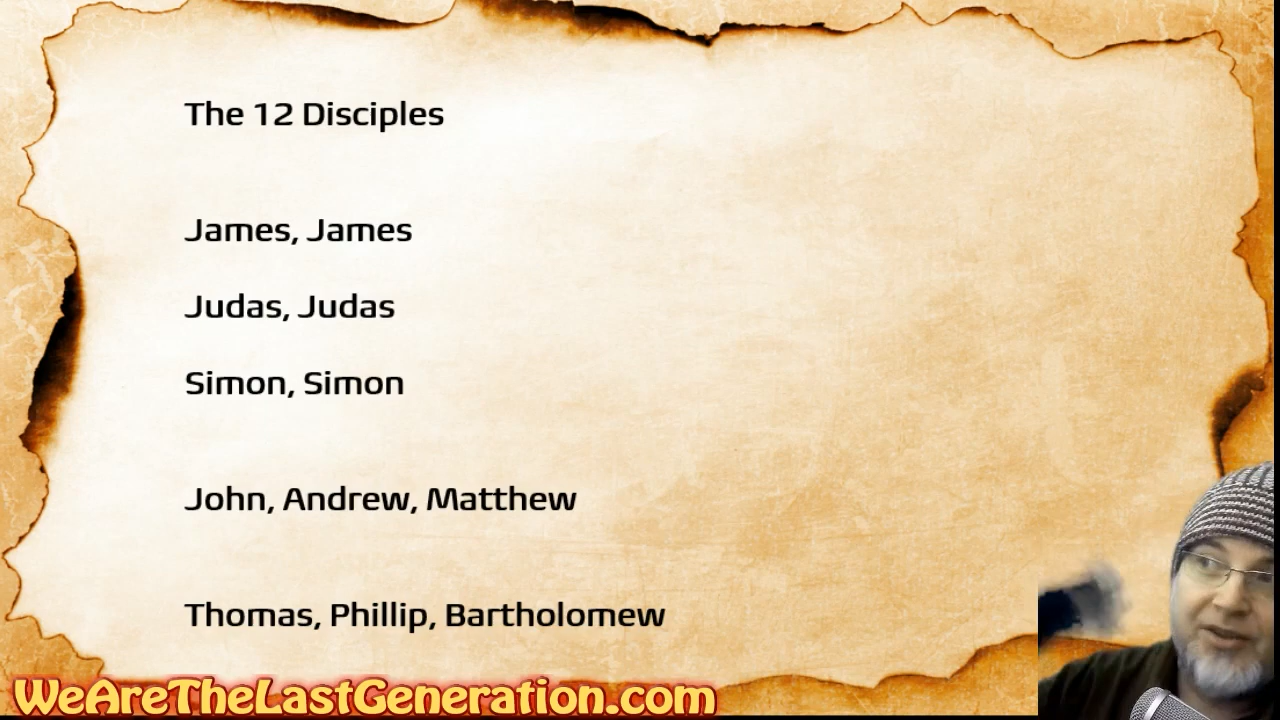 The 12 Disciples
James, James
Judas, Judas
Simon, Simon
John, Andrew, Matthew
Thomas, Phillip, Bartholomew
WeAreTheLastGeneration.com